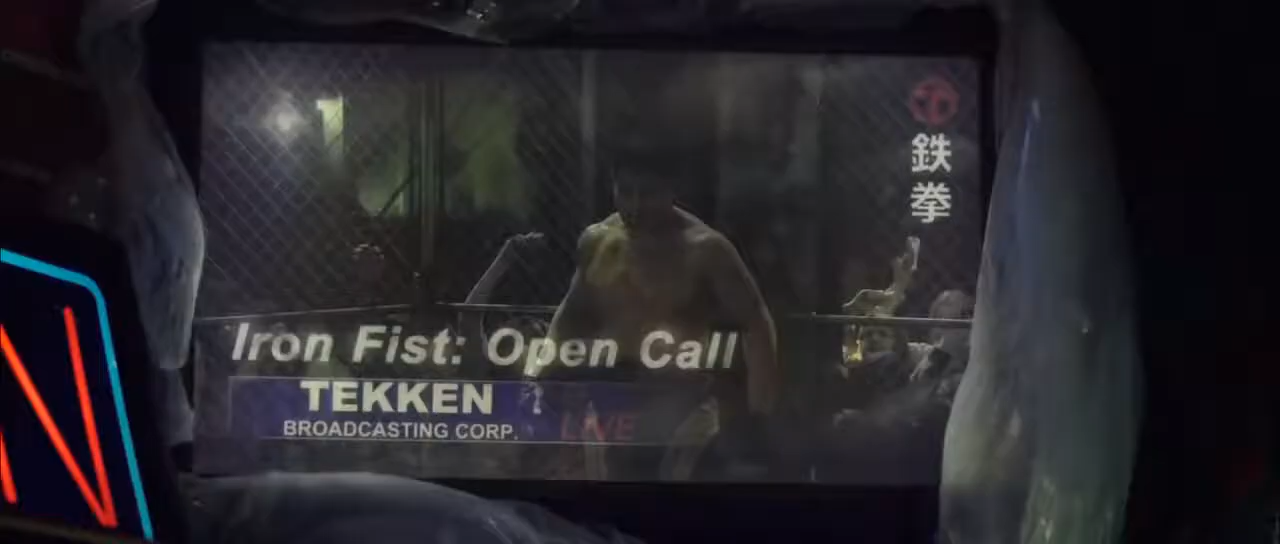 鉄拳
Iron Fist: Open Call
TEKKEN
BROADCASTING CORP.
LIVE
N